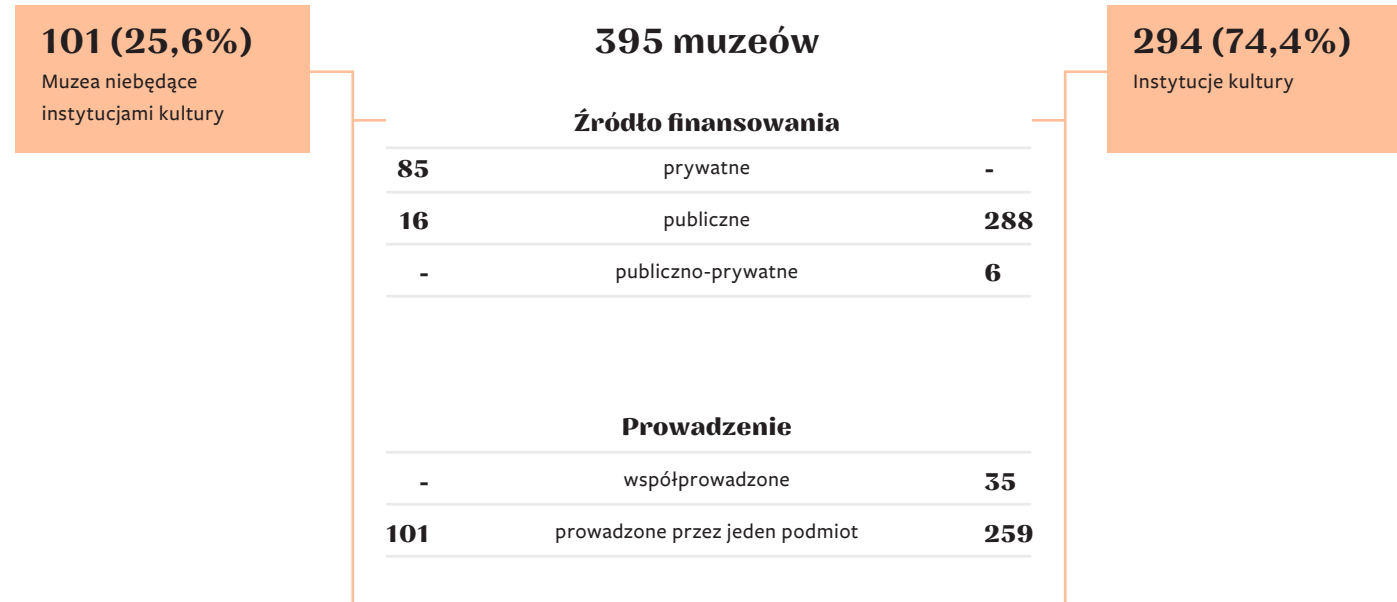 101 (25,6%)
Muzea niebędące
instytucjami kultury
395 muzeów
294 (74,4%)
Instytucje kultury
Źródło finansowania
85 prywatne -
16 publiczne 288
- publiczno-prywatne 6
Prowadzenie
- współprowadzone 35
101 prowadzone przez jeden podmiot 259